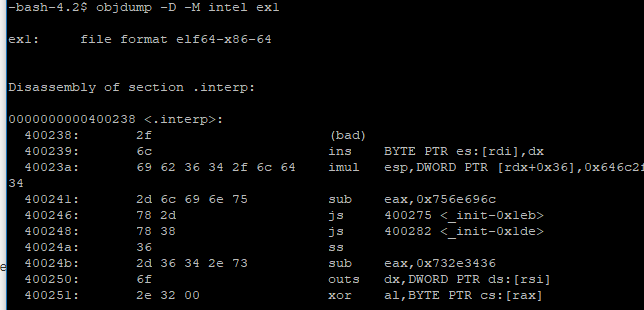 -bash-4.2$ objdump -D -M intel ex1
ex1:     file format elf64-x86-64
Disassembly of section .interp:
0000000000400238 <.interp>:
  400238:       2f                      (bad)
  400239:       6c                      ins    BYTE PTR es:[rdi],dx
  40023a:       69 62 36 34 2f 6c 64    imul   esp,DWORD PTR [rdx+0x36],0x646c2f
34
  400241:       2d 6c 69 6e 75          sub    eax,0x756e696c
  400246:       78 2d                   js     400275 <_init-0x1eb>
  400248:       78 38                   js     400282 <_init-0x1de>
  40024a:       36                      ss
  40024b:       2d 36 34 2e 73          sub    eax,0x732e3436
e
  400250:       6f                      outs   dx,DWORD PTR ds:[rsi]
  400251:       2e 32 00                xor    al,BYTE PTR cs:[rax]